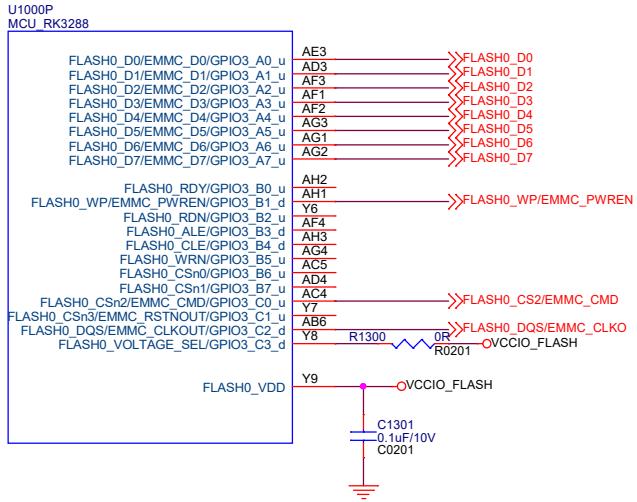 U1000P
MCU_RK3288
FLASH0_D0/EMMC_D0/GPIO3_A0_u AE3 FLASH0_D0
FLASH0_D1/EMMC_D1/GPIO3_A1_u AD3 FLASH0_D1
FLASH0_D2/EMMC_D2/GPIO3_A2_u AF3 FLASH0_D2
FLASH0_D3/EMMC_D3/GPIO3_A3_u AF1 FLASH0_D3
FLASH0_D4/EMMC_D4/GPIO3_A4_u AF2 FLASH0_D4
FLASH0_D5/EMMC_D5/GPIO3_A5_u AG3 FLASH0_D5
FLASH0_D6/EMMC_D6/GPIO3_A6_u AG1 FLASH0_D6
FLASH0_D7/EMMC_D7/GPIO3_A7_u AG2 FLASH0_D7
FLASH0_RDY/GPIO3_B0_u AH2
FLASH0_WP/EMMC_PWREN/GPIO3_B1_d AH1 FLASH0_WP/EMMC_PWREN
FLASH0_RDN/GPIO3_B2_u Y6
FLASH0_ALE/GPIO3_B3_d AF4
FLASH0_CLE/GPIO3_B4_d AH3
FLASH0_WRN/GPIO3_B5_u AG4
FLASH0_CSn0/GPIO3_B6_u AC5
FLASH0_CSn1/GPIO3_B7_u AD4
FLASH0_CSn2/EMMC_CMD/GPIO3_C0_u AC4 FLASH0_CS2/EMMC_CMD
FLASH0_CSn3/EMMC_RSTNOUT/GPIO3_C1_u Y7
FLASH0_DQS/EMMC_CLKOUT/GPIO3_C2_d AB6 FLASH0_DQS/EMMC_CLKO
FLASH0_VOLTAGE_SEL/GPIO3_C3_d Y8 R1300 0R VCCIO_FLASH
R0201
FLASH0_VDD Y9 VCCIO_FLASH
C1301
0.1uF/10V
C0201